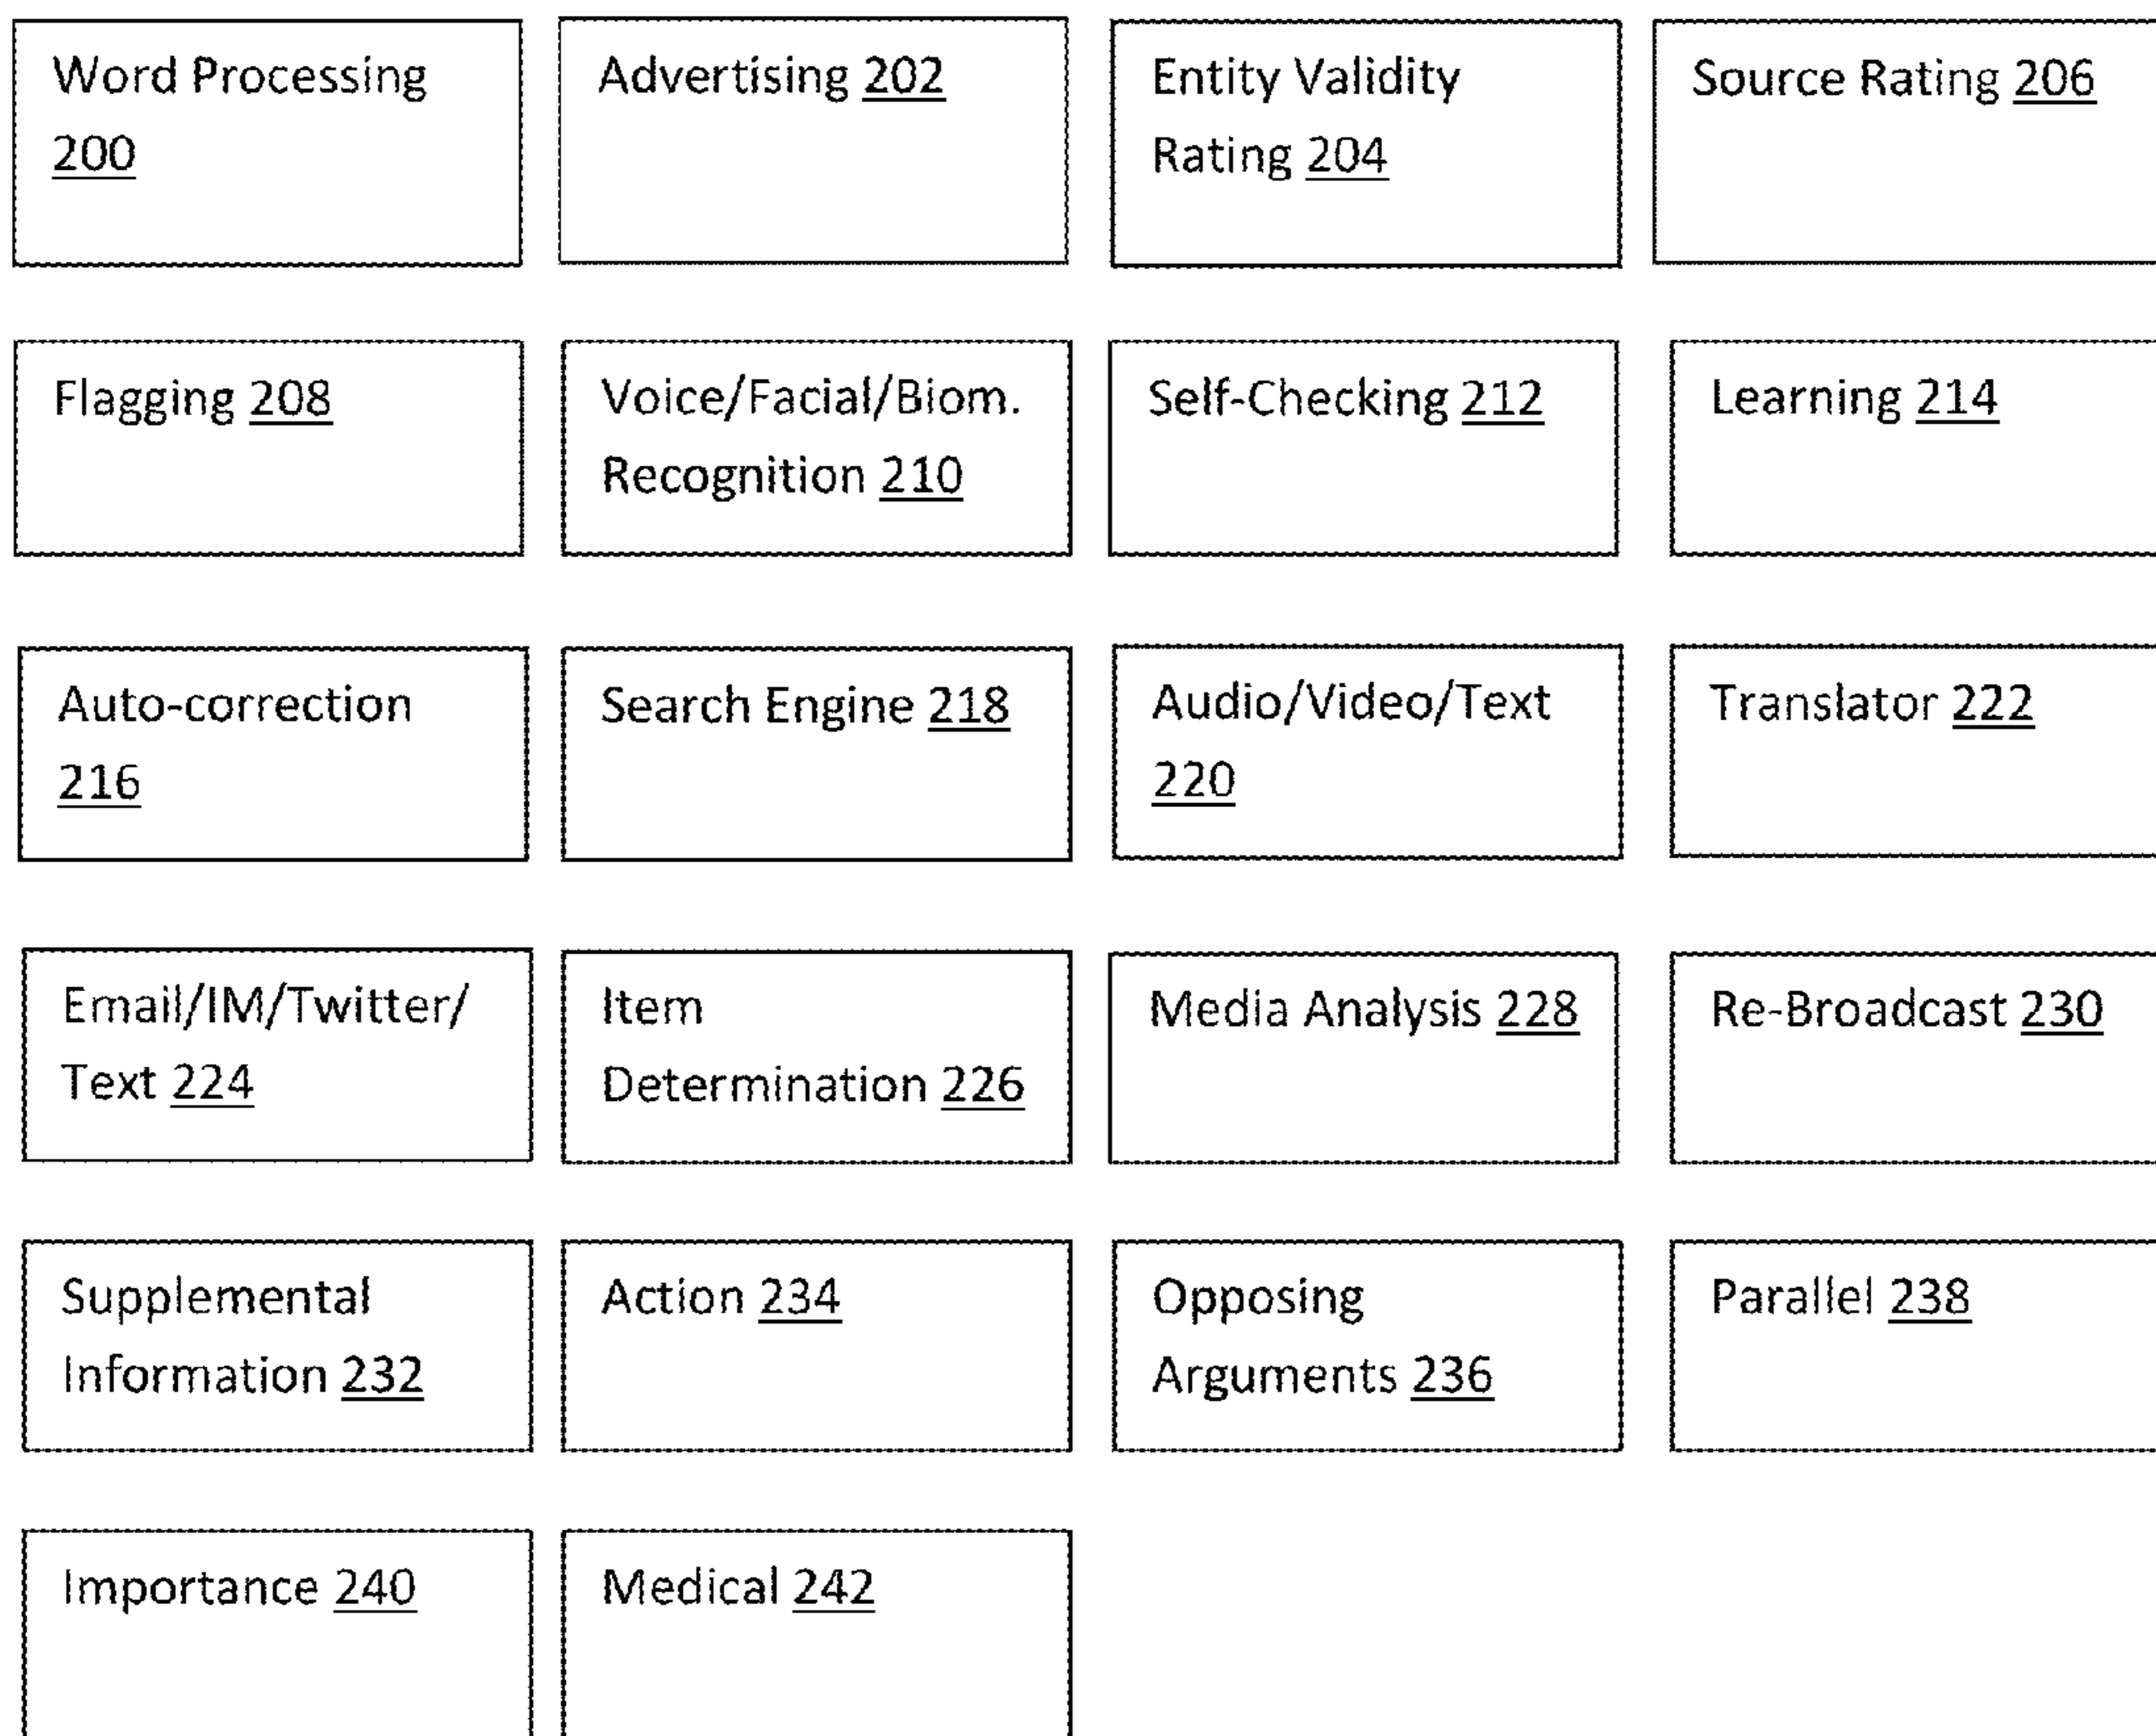 Word Processing
200
Advertising 202
Entity Validity
Rating 204
Source Rating 206
Flagging 208
Voice/Facial/Biom.
Recognition 210
Self-Checking 212
Learning 214
Auto-correction
216
Search Engine 218
Audio/Video/Text
220
Translator 222
Email/IM/Twitter/
Text 224
Item
Determination 226
Media Analysis 228
Re-Broadcast 230
Supplemental
Information 232
Action 234
Opposing
Arguments 236
Parallel 238
Importance 240
Medical 242